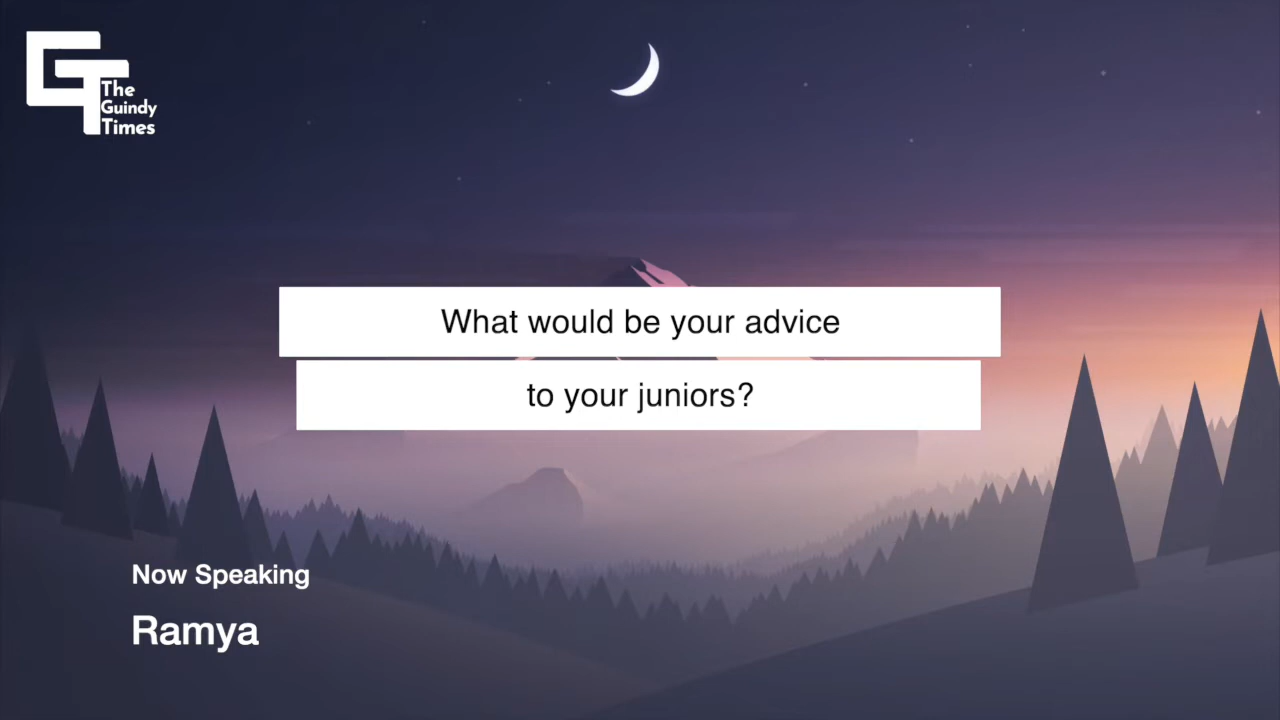 The
Guindy
Times
What would be your advice
to your juniors?
Now Speaking
Ramya